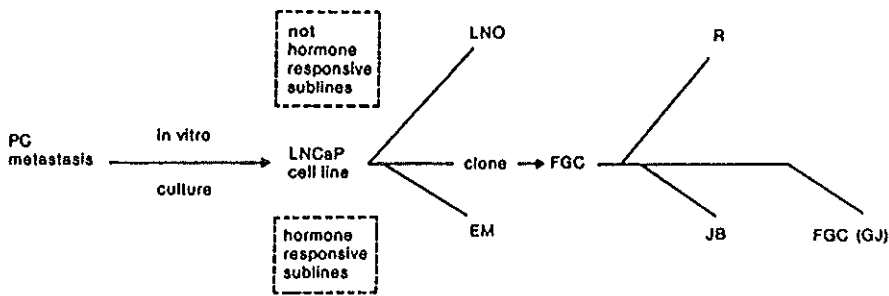 not
hormone
responsive
sublines
LNO
R
PC
metastasis
in vitro
culture
LNCaP
cell line
clone
FGC
hormone
responsive
sublines
EM
JB
FGC (GJ)